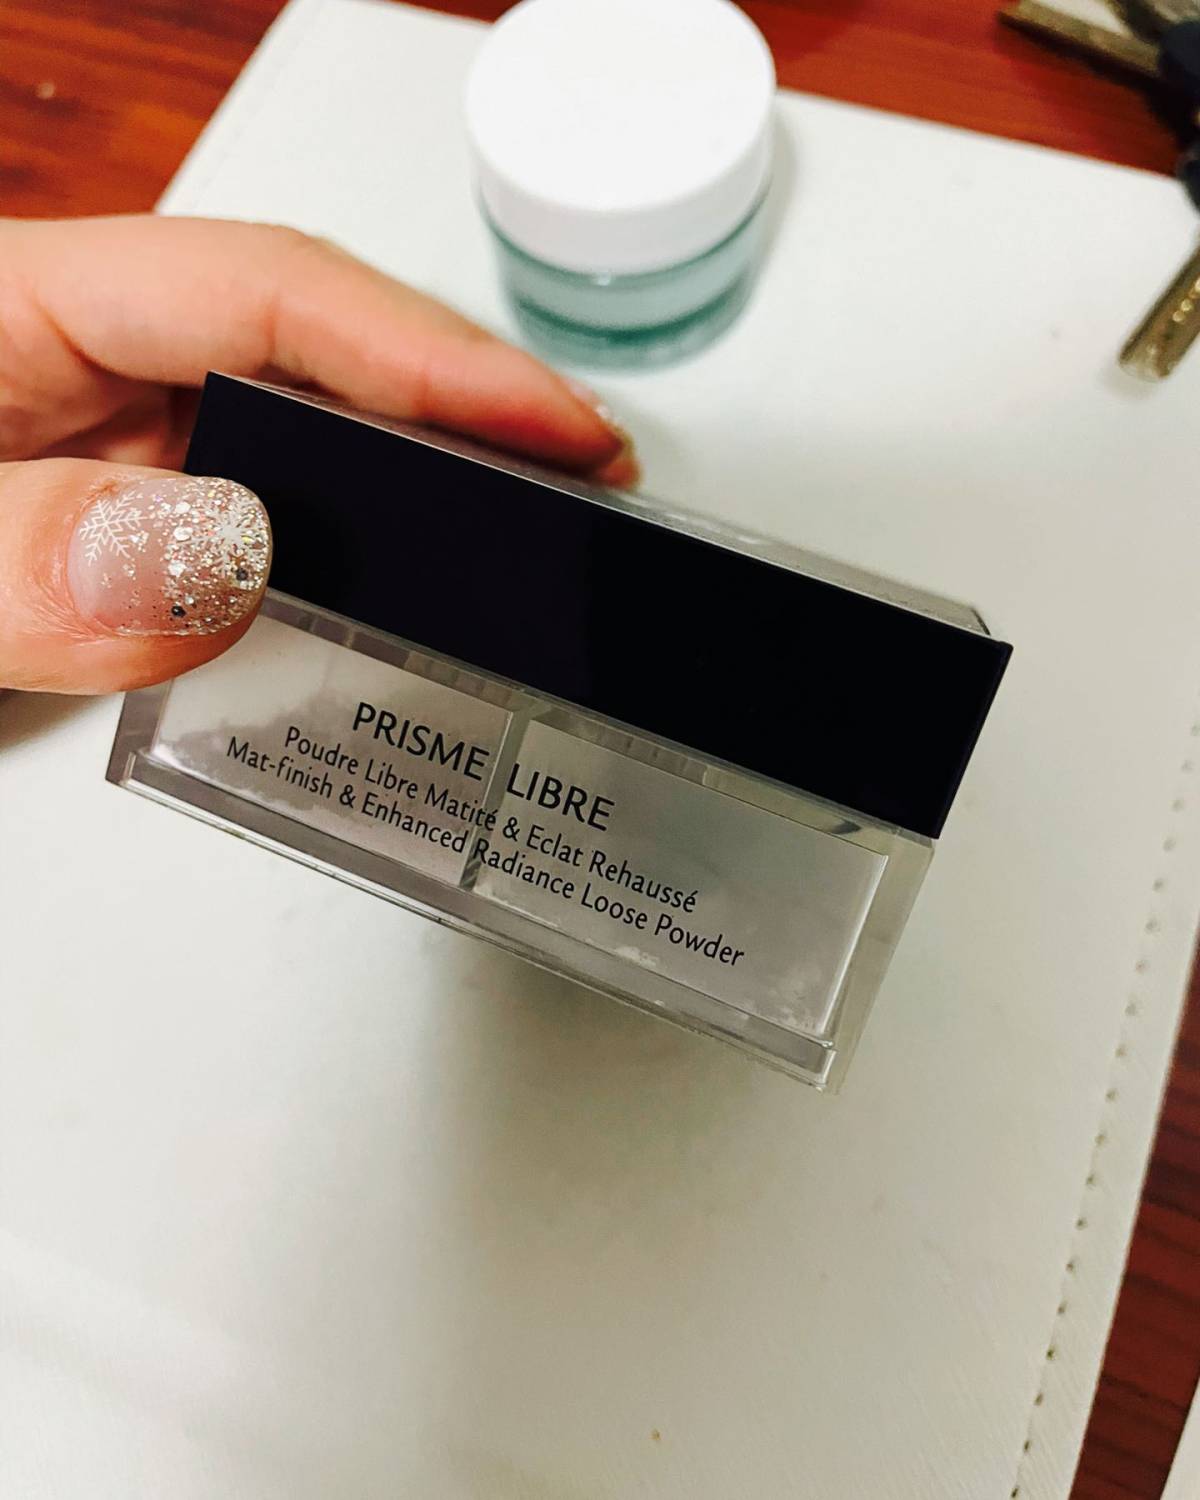 PRISME LIBRE
Poudre Libre Matité & Eclat Rehaussé
Mat-finish & Enhanced Radiance Loose Powder